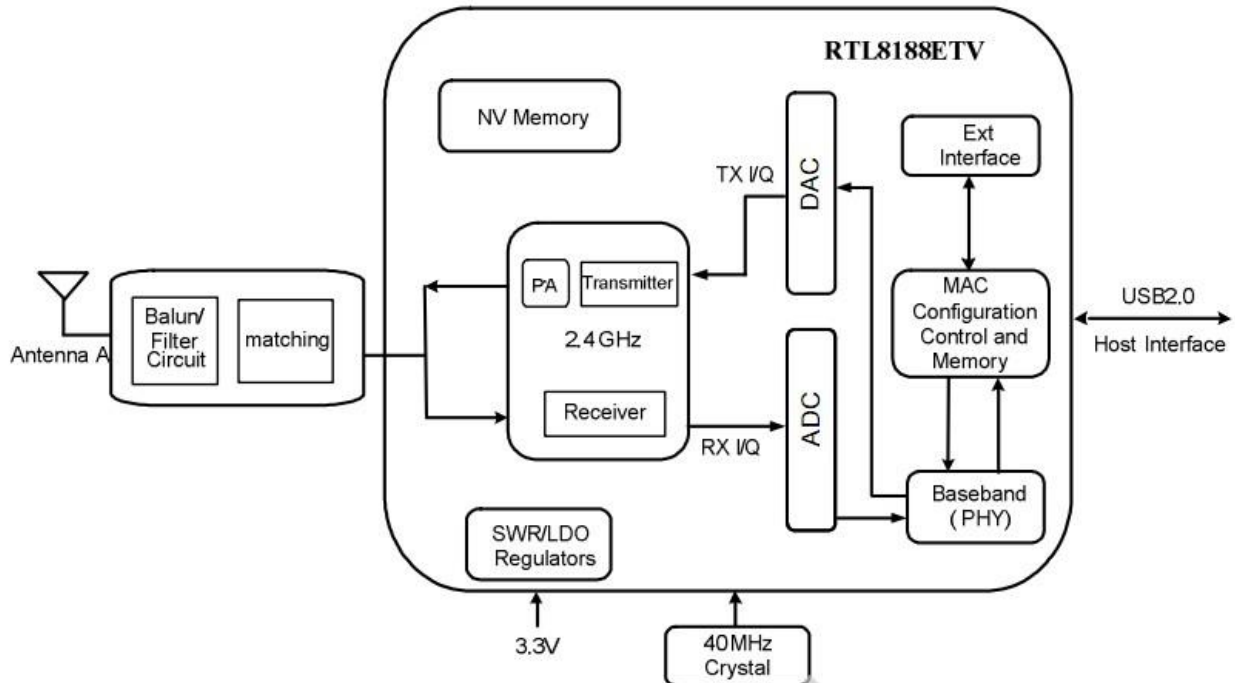 RTL8188ETV
NV Memory
Ext
Interface
TX I/Q
DAC
PA
Transmitter
2.4GHz
Receiver
MAC
Configuration
Control and
Memory
USB2.0
Host Interface
Antenna A
Balun/
Filter
Circuit
matching
RX I/Q
ADC
Baseband
(PHY)
SWR/LDO
Regulators
3.3V
40MHz
Crystal